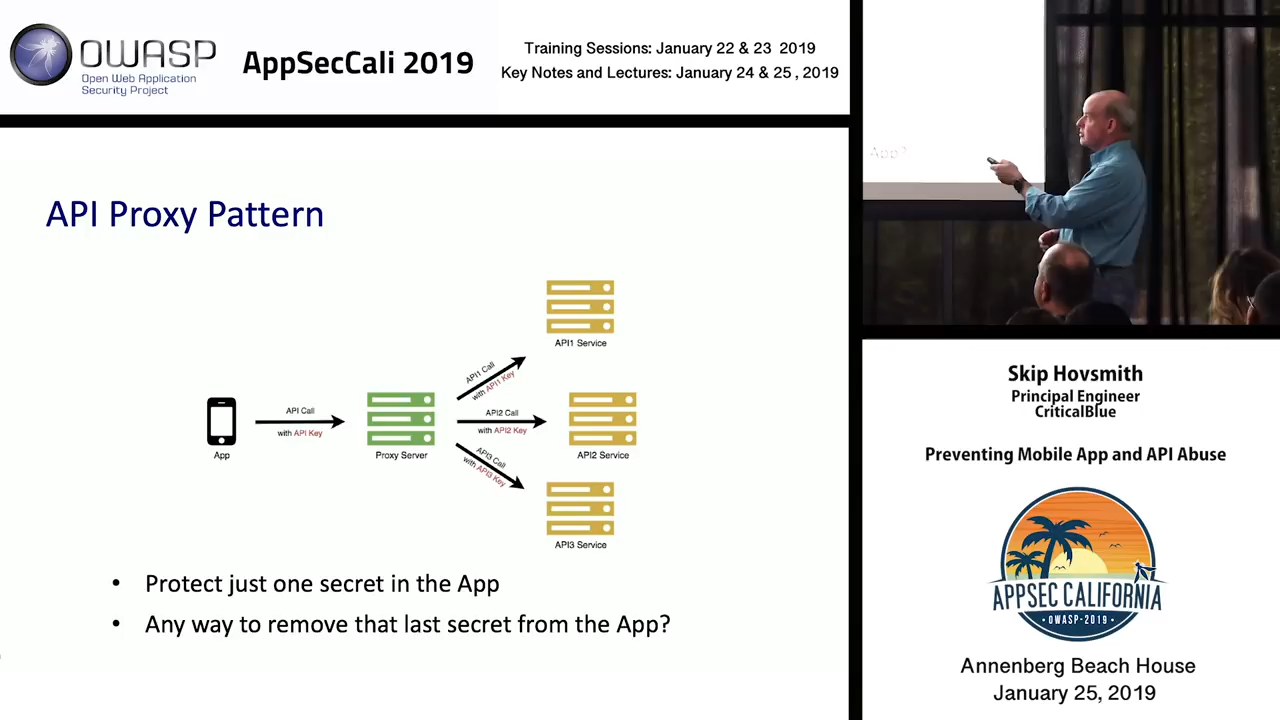 OWASP
Open Web Application
Security Project
AppSecCali 2019
Training Sessions: January 22 & 23 2019
Key Notes and Lectures: January 24 & 25, 2019
API Proxy Pattern
API1 Service
API1 Call
with API1 Key
API Call
with API Key
API2 Call
with API2 Key
App
Proxy Server
API2 Service
API3 Call
with API3 Key
API3 Service
• Protect just one secret in the App
• Any way to remove that last secret from the App?
App?
Skip Hovsmith
Principal Engineer
CriticalBlue
Preventing Mobile App and API Abuse
APPSEC CALIFORNIA
• OWASP-2019 •
Annenberg Beach House
January 25, 2019